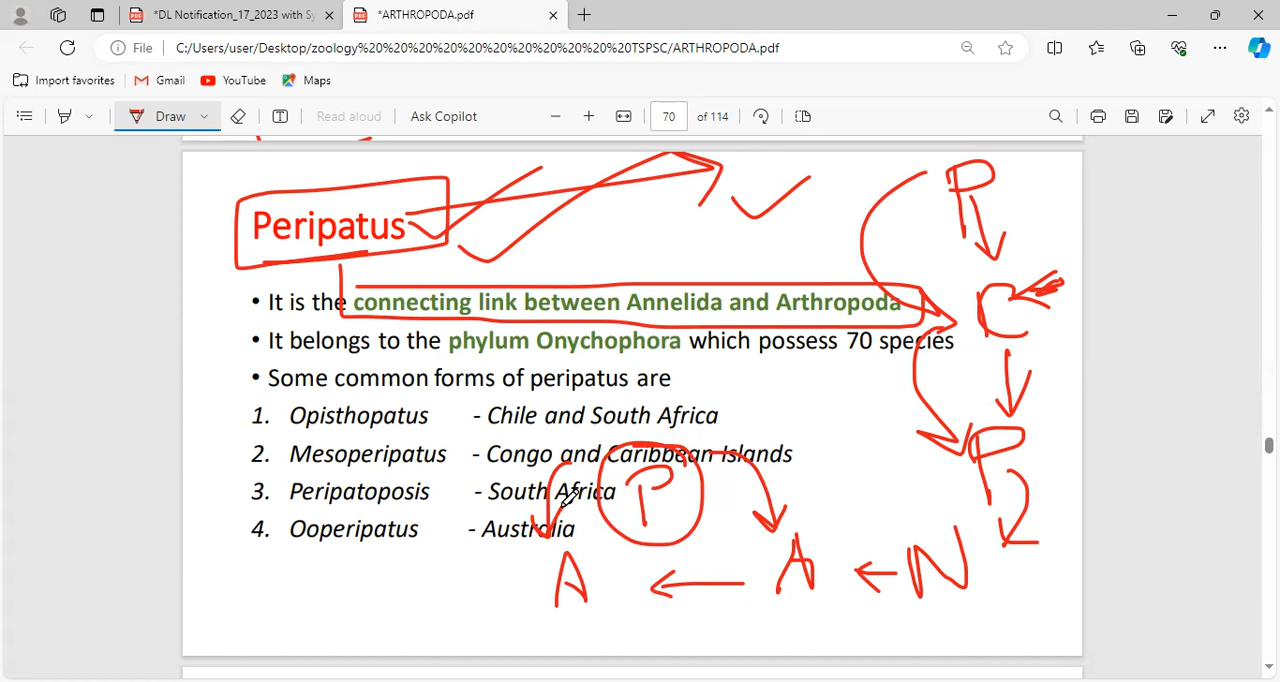 *DL Notification_17_2023 with Sy
*ARTHROPODA.pdf
File C:/Users/user/Desktop/zoology%20%20%20%20%20%20%20%20%20TSPSC/ARTHROPODA.pdf
Import favorites Gmail YouTube Maps
Draw Read aloud Ask Copilot 70 of 114
Peripatus
• It is the connecting link between Annelida and Arthropoda
• It belongs to the phylum Onychophora which possess 70 species
• Some common forms of peripatus are
1. Opisthopatus - Chile and South Africa
2. Mesoperipatus - Congo and Caribbean Islands
3. Peripatoposis - South Africa
4. Ooperipatus - Australia
P
C
P
P
A A N